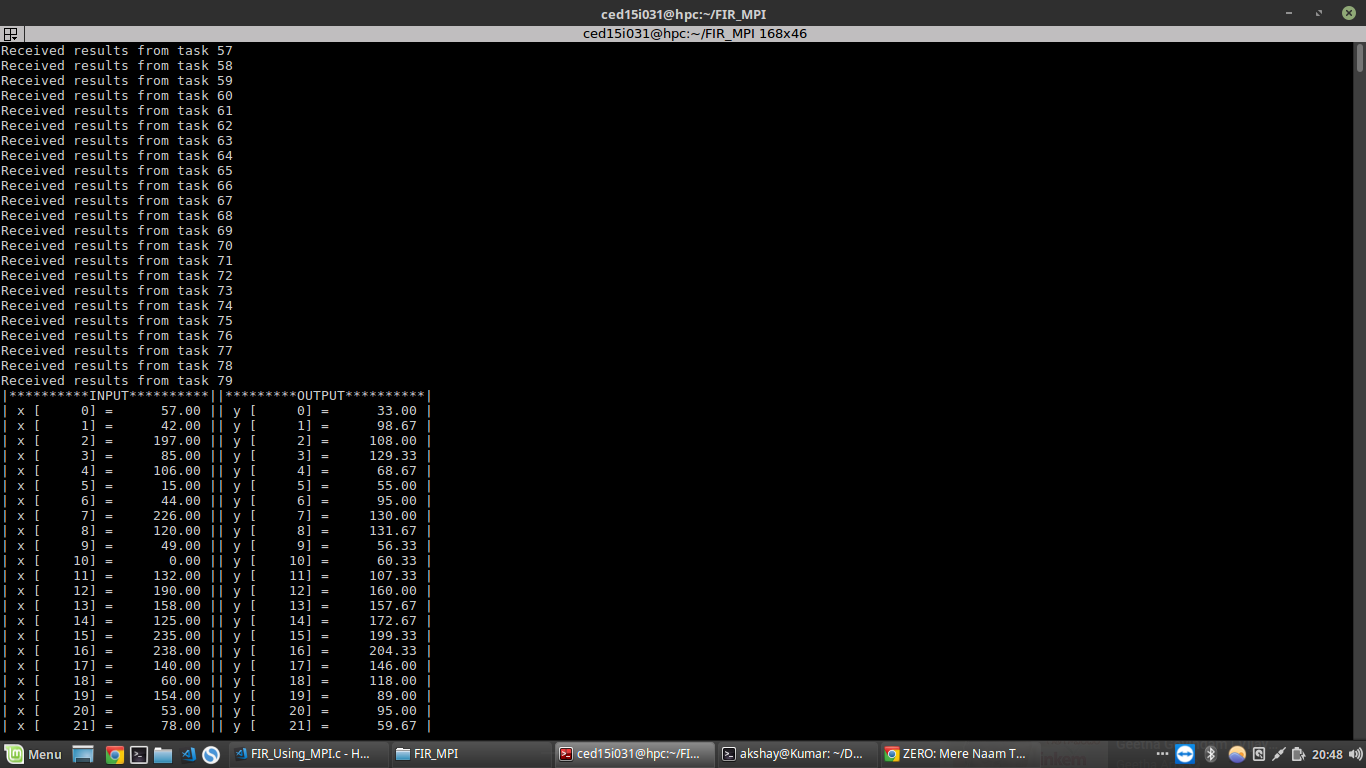 ced15i031@hpc:~/FIR_MPI
ced15i031@hpc:~/FIR_MPI 168x46
Received results from task 57
Received results from task 58
Received results from task 59
Received results from task 60
Received results from task 61
Received results from task 62
Received results from task 63
Received results from task 64
Received results from task 65
Received results from task 66
Received results from task 67
Received results from task 68
Received results from task 69
Received results from task 70
Received results from task 71
Received results from task 72
Received results from task 73
Received results from task 74
Received results from task 75
Received results from task 76
Received results from task 77
Received results from task 78
Received results from task 79
|**********INPUT**********||*********OUTPUT**********|
| x [     0] =      57.00 || y [     0] =     33.00 |
| x [     1] =      42.00 || y [     1] =     98.67 |
| x [     2] =     197.00 || y [     2] =    108.00 |
| x [     3] =      85.00 || y [     3] =    129.33 |
| x [     4] =     106.00 || y [     4] =     68.67 |
| x [     5] =      15.00 || y [     5] =     55.00 |
| x [     6] =      44.00 || y [     6] =     95.00 |
| x [     7] =     226.00 || y [     7] =    130.00 |
| x [     8] =     120.00 || y [     8] =    131.67 |
| x [     9] =      49.00 || y [     9] =     56.33 |
| x [    10] =       0.00 || y [    10] =     60.33 |
| x [    11] =     132.00 || y [    11] =    107.33 |
| x [    12] =     190.00 || y [    12] =    160.00 |
| x [    13] =     158.00 || y [    13] =    157.67 |
| x [    14] =     125.00 || y [    14] =    172.67 |
| x [    15] =     235.00 || y [    15] =    199.33 |
| x [    16] =     238.00 || y [    16] =    204.33 |
| x [    17] =     140.00 || y [    17] =    146.00 |
| x [    18] =      60.00 || y [    18] =    118.00 |
| x [    19] =     154.00 || y [    19] =     89.00 |
| x [    20] =      53.00 || y [    20] =     95.00 |
| x [    21] =      78.00 || y [    21] =     59.67 |
Menu FIR_Using_MPI.c - H... FIR_MPI ced15i031@hpc:~/FI... akshay@Kumar: ~/D... ZERO: Mere Naam T... 20:48